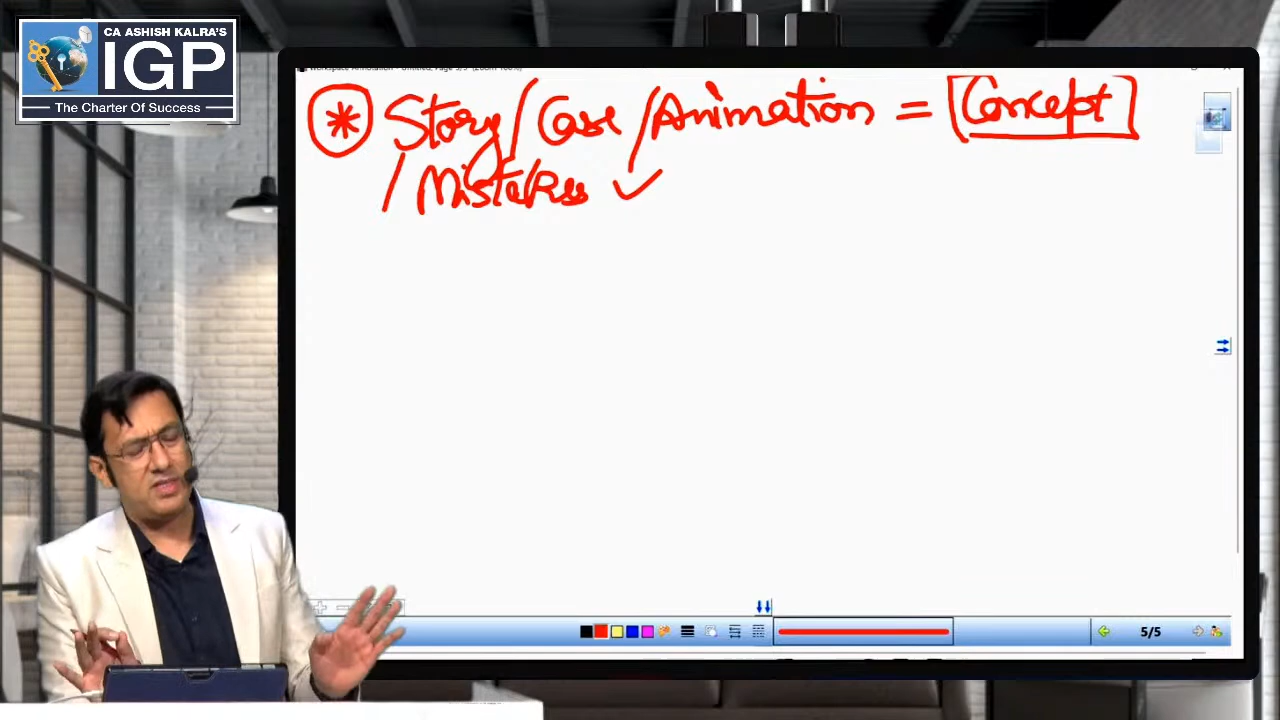 CA ASHISH KALRA'S
IGP
The Charter Of Success
* Story / Case / Animation = Concept
/ Mistakes ✓
5/5